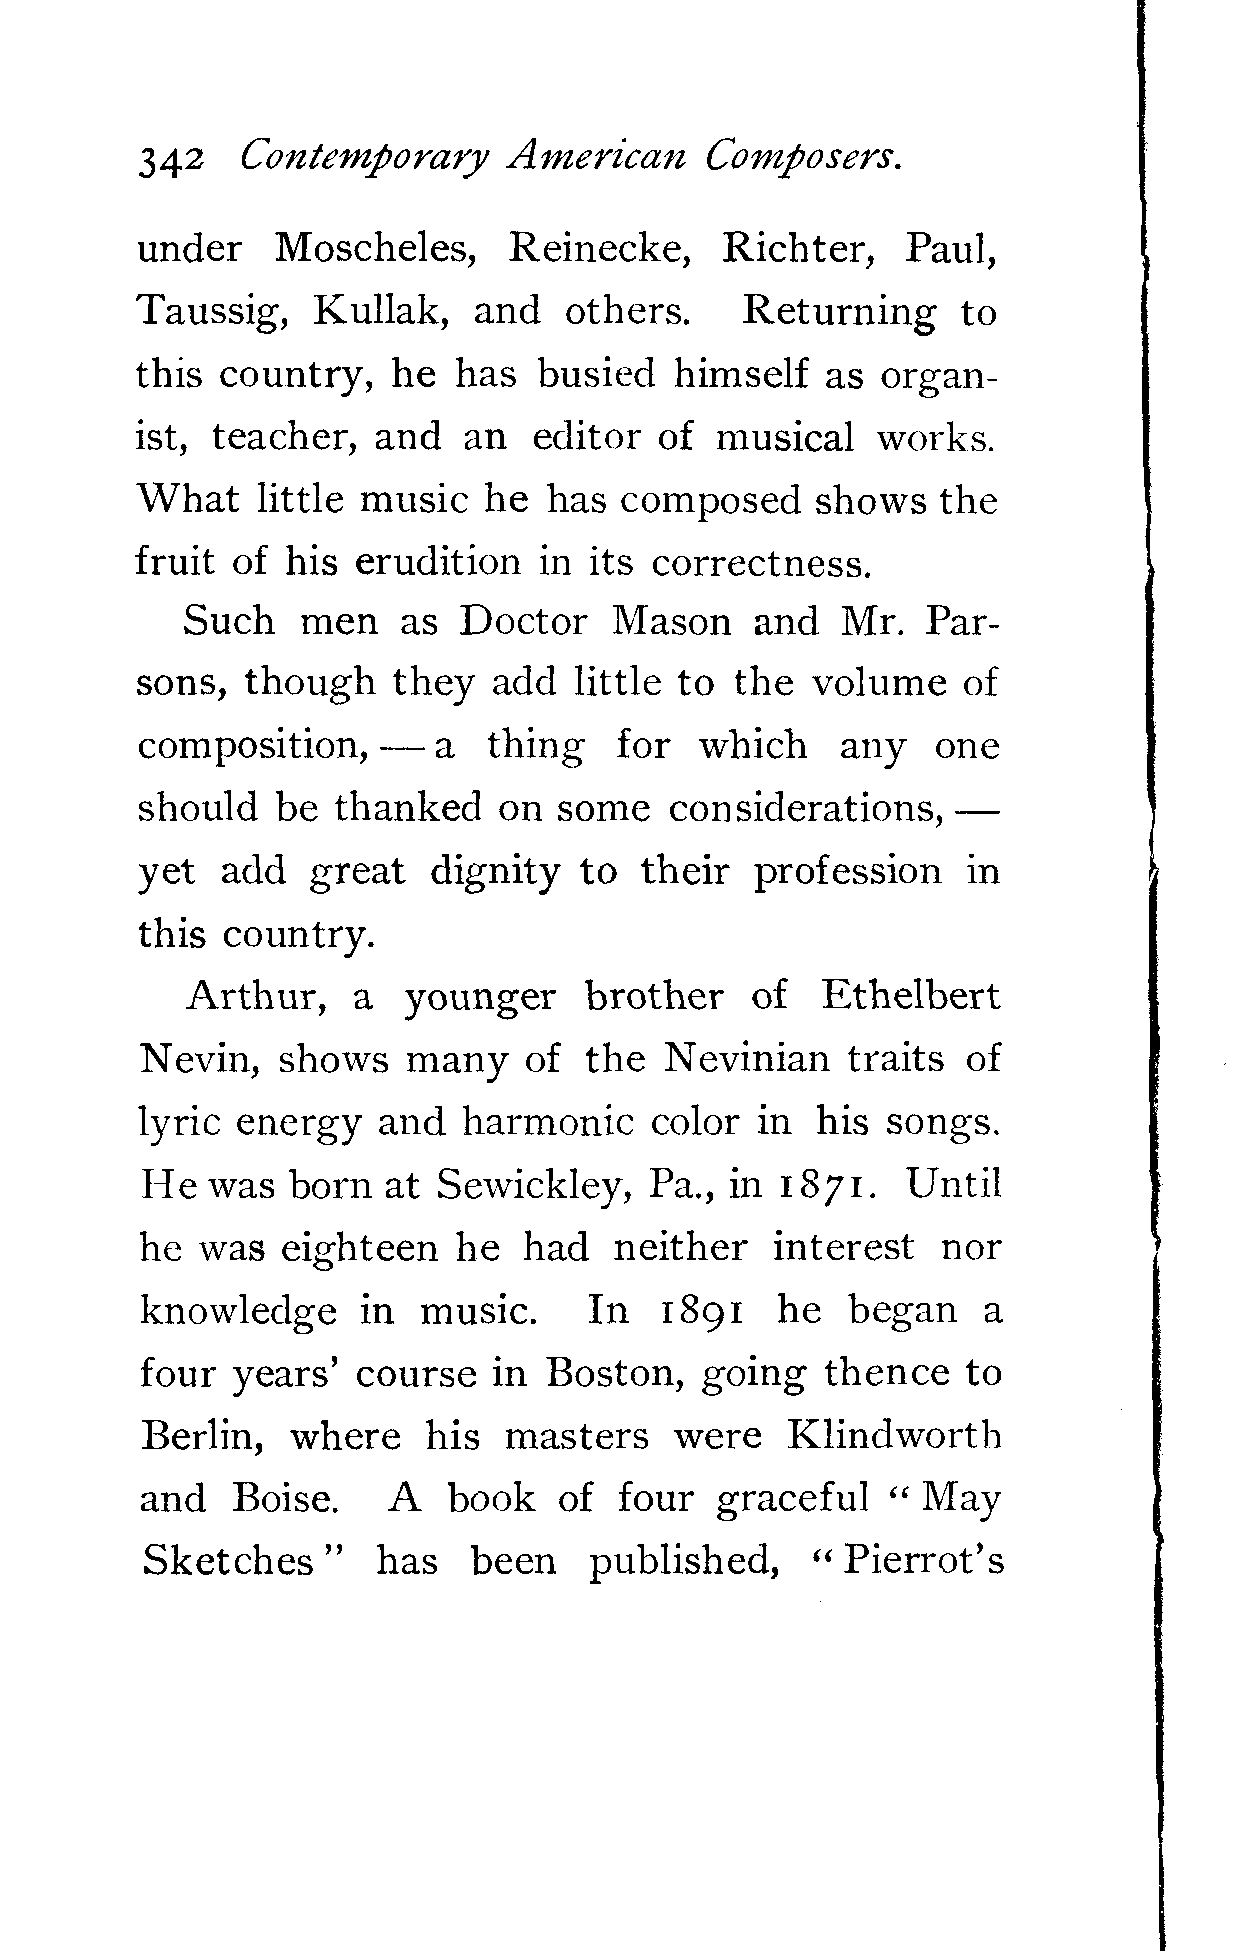 342 Contemporary American Composers.
under Moscheles, Reinecke, Richter, Paul,
Taussig, Kullak, and others. Returning to
this country, he has busied himself as organ-
ist, teacher, and an editor of musical works.
What little music he has composed shows the
fruit of his erudition in its correctness.
Such men as Doctor Mason and Mr. Par-
sons, though they add little to the volume of
composition, — a thing for which any one
should be thanked on some considerations, —
yet add great dignity to their profession in
this country.
Arthur, a younger brother of Ethelbert
Nevin, shows many of the Nevinian traits of
lyric energy and harmonic color in his songs.
He was born at Sewickley, Pa., in 1871. Until
he was eighteen he had neither interest nor
knowledge in music. In 1891 he began a
four years' course in Boston, going thence to
Berlin, where his masters were Klindworth
and Boise. A book of four graceful “ May
Sketches ” has been published, “ Pierrot's